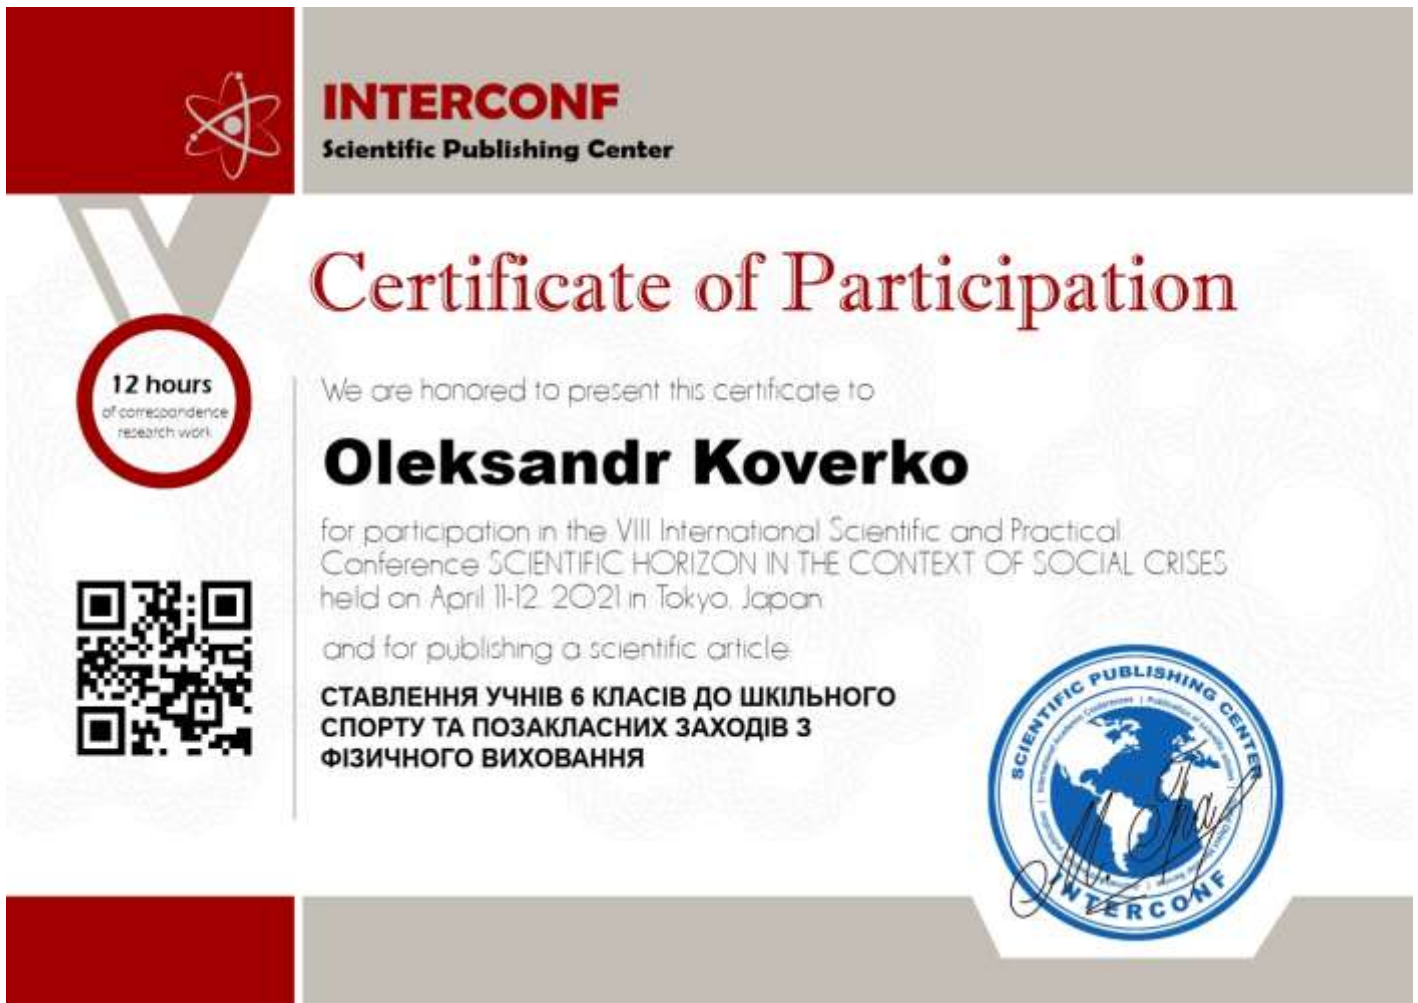 INTERCONF
Scientific Publishing Center
Certificate of Participation
12 hours
of correspondence
research work
We are honored to present this certificate to
Oleksandr Koverko
for participation in the VIII International Scientific and Practical
Conference SCIENTIFIC HORIZON IN THE CONTEXT OF SOCIAL CRISES
held on April 11-12, 2021 in Tokyo, Japan
and for publishing a scientific article
СТАВЛЕННЯ УЧНІВ 6 КЛАСІВ ДО ШКІЛЬНОГО
СПОРТУ ТА ПОЗАКЛАСНИХ ЗАХОДІВ З
ФІЗИЧНОГО ВИХОВАННЯ
SCIENTIFIC PUBLISHING CENTER
INTERCONF